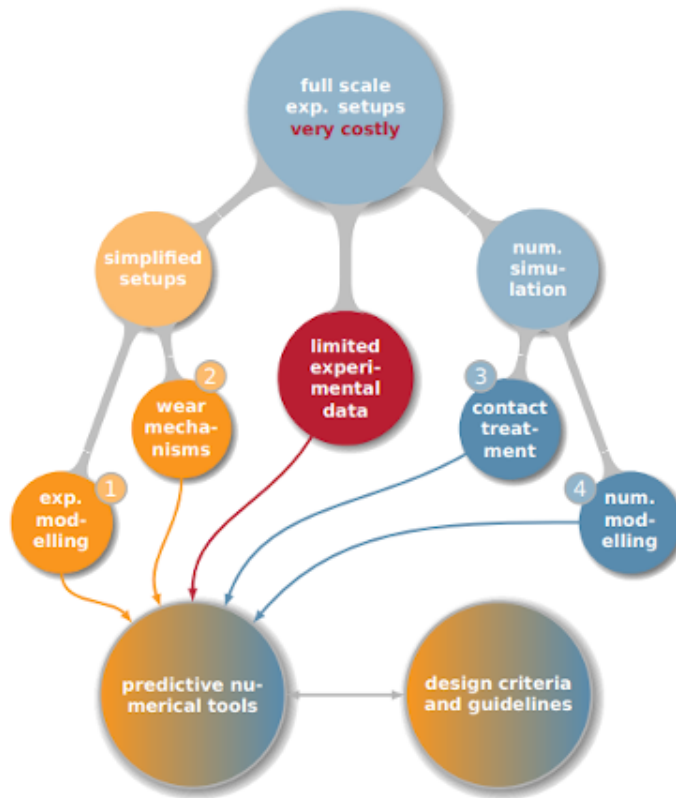 full scale
exp. setups
very costly
simplified
setups
num.
simu-
lation
limited
experi-
mental
data
2
wear
mecha-
nisms
3
contact
treat-
ment
1
exp.
mod-
elling
4
num.
mod-
elling
predictive nu-
merical tools
design criteria
and guidelines